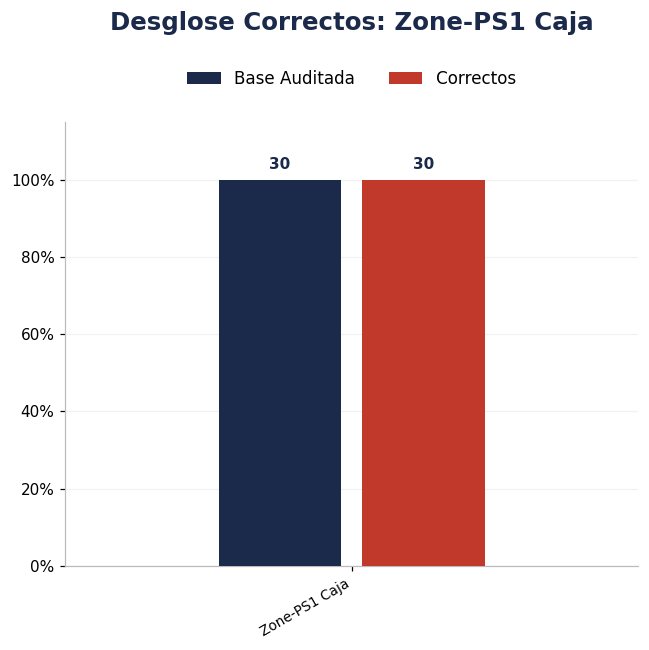 Desglose Correctos: Zone-PS1 Caja
Base Auditada
Correctos
30
30
100%
80%
60%
40%
20%
0%
Zone-PS1 Caja